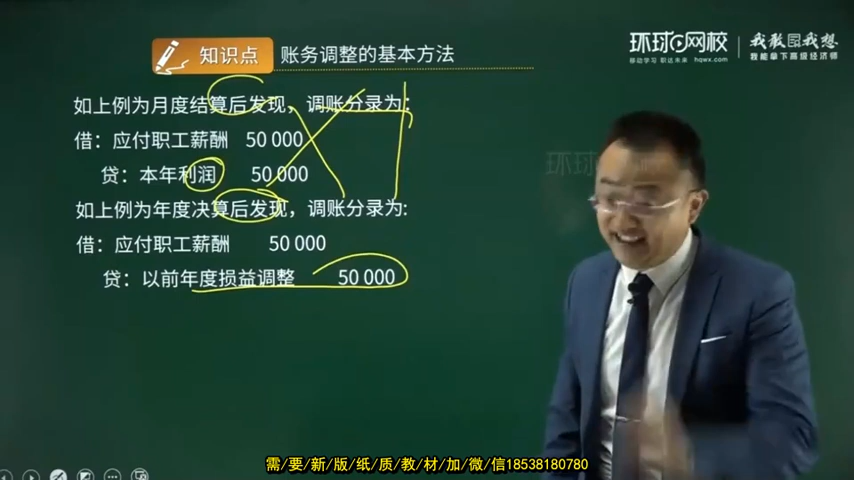 知识点 账务调整的基本方法
环球网校
移动学习 职达未来 hqwx.com
我敢因我想
我能拿下高级经济师
如上例为月度结算后发现，调账分录为：
借：应付职工薪酬 50 000
贷：本年利润 50 000
环球
如上例为年度决算后发现，调账分录为:
借：应付职工薪酬 50 000
贷：以前年度损益调整 50 000
需/要/新/版/纸/质/教/材/加/微/信18538180780